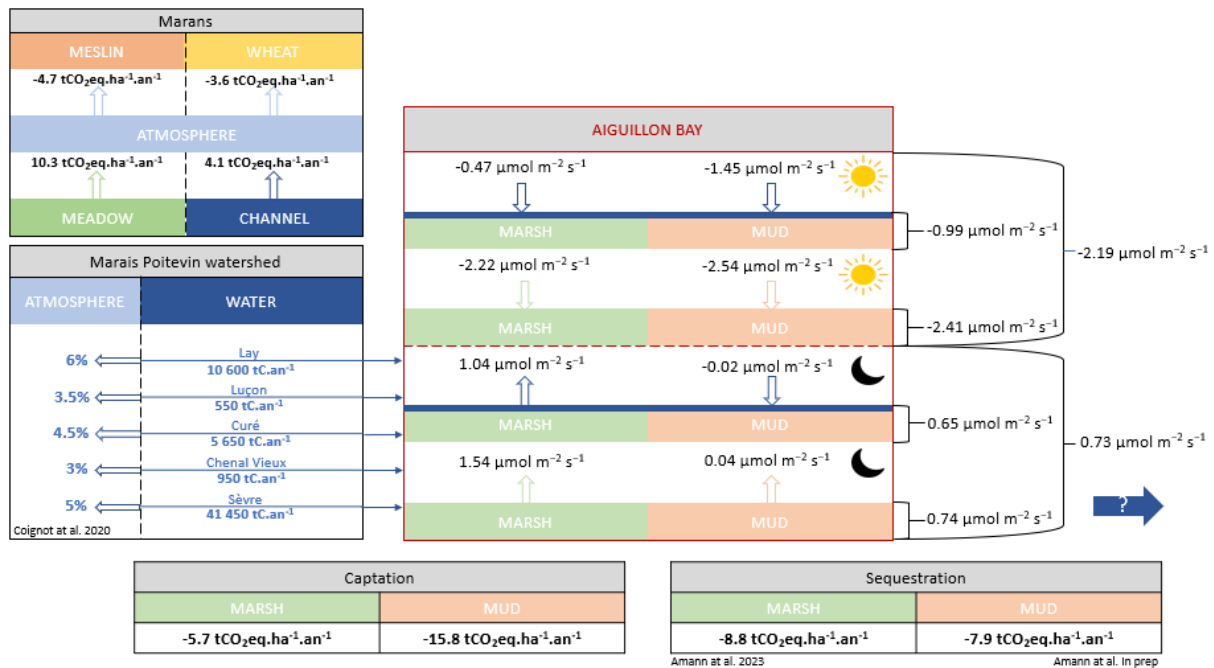 Marans
MESLIN
WHEAT
-4.7 tCO₂eq.ha⁻¹.an⁻¹
-3.6 tCO₂eq.ha⁻¹.an⁻¹
ATMOSPHERE
10.3 tCO₂eq.ha⁻¹.an⁻¹
4.1 tCO₂eq.ha⁻¹.an⁻¹
MEADOW
CHANNEL
Marais Poitevin watershed
ATMOSPHERE
WATER
6%
Lay
10 600 tC.an⁻¹
3.5%
Luçon
550 tC.an⁻¹
4.5%
Curé
5 650 tC.an⁻¹
3%
Chenal Vieux
950 tC.an⁻¹
5%
Sèvre
41 450 tC.an⁻¹
Coignot at al. 2020
AIGUILLON BAY
-0.47 µmol m⁻² s⁻¹
-1.45 µmol m⁻² s⁻¹
MARSH
MUD
-0.99 µmol m⁻² s⁻¹
-2.22 µmol m⁻² s⁻¹
-2.54 µmol m⁻² s⁻¹
MARSH
MUD
-2.41 µmol m⁻² s⁻¹
-2.19 µmol m⁻² s⁻¹
1.04 µmol m⁻² s⁻¹
-0.02 µmol m⁻² s⁻¹
MARSH
MUD
0.65 µmol m⁻² s⁻¹
1.54 µmol m⁻² s⁻¹
0.04 µmol m⁻² s⁻¹
MARSH
MUD
0.74 µmol m⁻² s⁻¹
0.73 µmol m⁻² s⁻¹
?
Captation
MARSH
MUD
-5.7 tCO₂eq.ha⁻¹.an⁻¹
-15.8 tCO₂eq.ha⁻¹.an⁻¹
Sequestration
MARSH
MUD
-8.8 tCO₂eq.ha⁻¹.an⁻¹
-7.9 tCO₂eq.ha⁻¹.an⁻¹
Amann et al. 2023
Amann et al. In prep